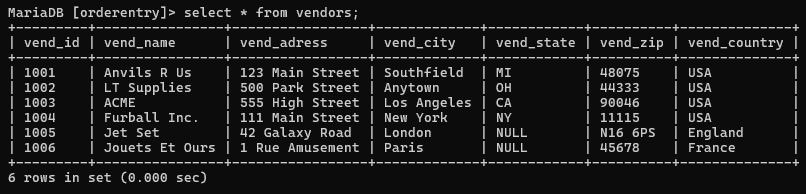 MariaDB [orderentry]> select * from vendors;
+---------+----------------+-----------------+-------------+------------+----------+--------------+
| vend_id | vend_name      | vend_adress     | vend_city   | vend_state | vend_zip | vend_country |
+---------+----------------+-----------------+-------------+------------+----------+--------------+
| 1001    | Anvils R Us    | 123 Main Street | Southfield  | MI         | 48075    | USA          |
| 1002    | LT Supplies    | 500 Park Street | Anytown     | OH         | 44333    | USA          |
| 1003    | ACME           | 555 High Street | Los Angeles | CA         | 90046    | USA          |
| 1004    | Furball Inc.   | 111 Main Street | New York    | NY         | 11115    | USA          |
| 1005    | Jet Set        | 42 Galaxy Road  | London      | NULL       | N16 6PS  | England      |
| 1006    | Jouets Et Ours | 1 Rue Amusement | Paris       | NULL       | 45678    | France       |
+---------+----------------+-----------------+-------------+------------+----------+--------------+
6 rows in set (0.000 sec)